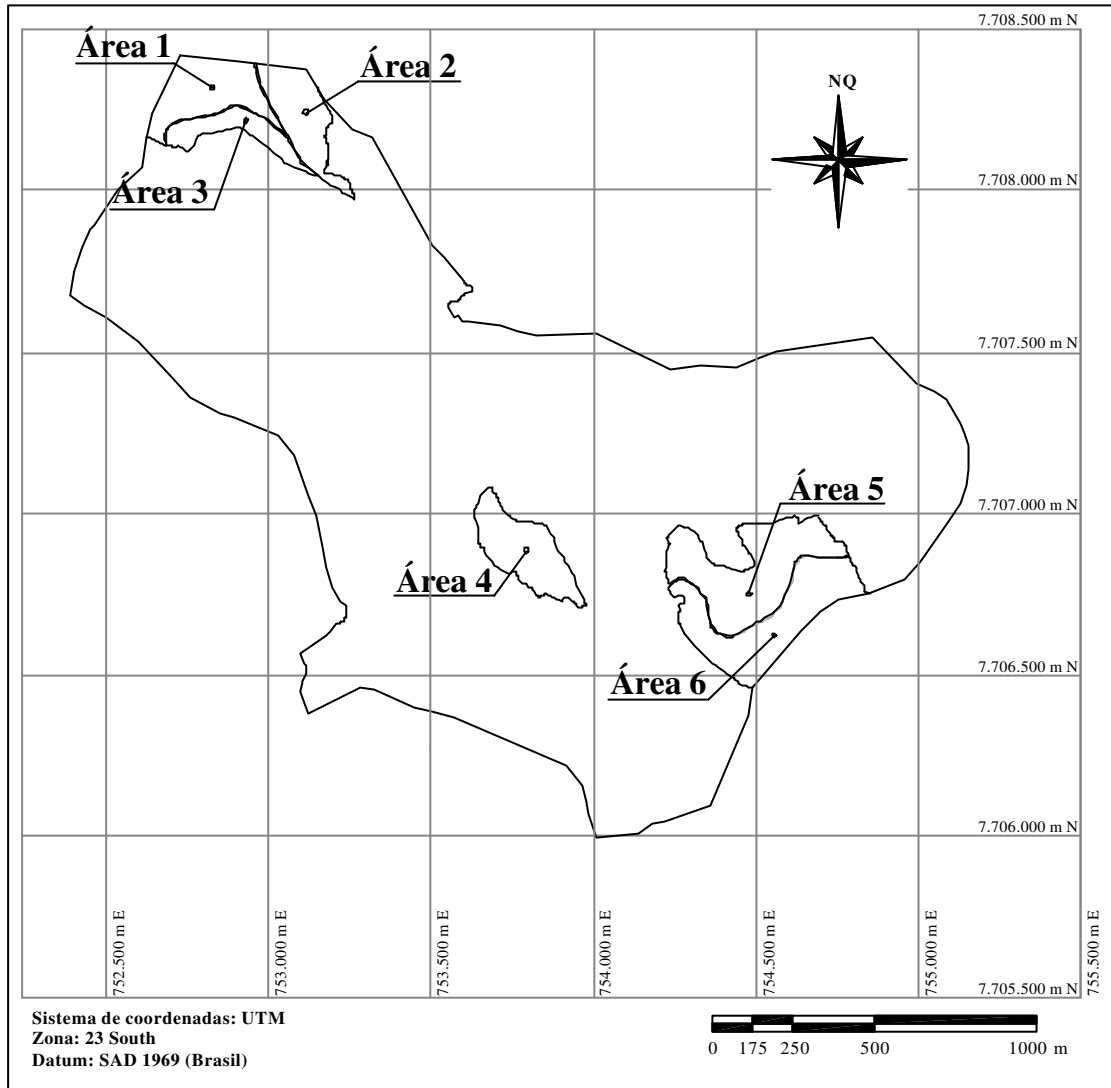 7.708.500 m N
Área 1
Área 2
NQ
Área 3
7.708.000 m N
7.707.500 m N
Área 5
7.707.000 m N
Área 4
Área 6
7.706.500 m N
7.706.000 m N
752.500 m E
753.000 m E
753.500 m E
754.000 m E
754.500 m E
755.000 m E
755.500 m E
7.705.500 m N
Sistema de coordenadas: UTM
Zona: 23 South
Datum: SAD 1969 (Brasil)
0 175 250 500 1000 m